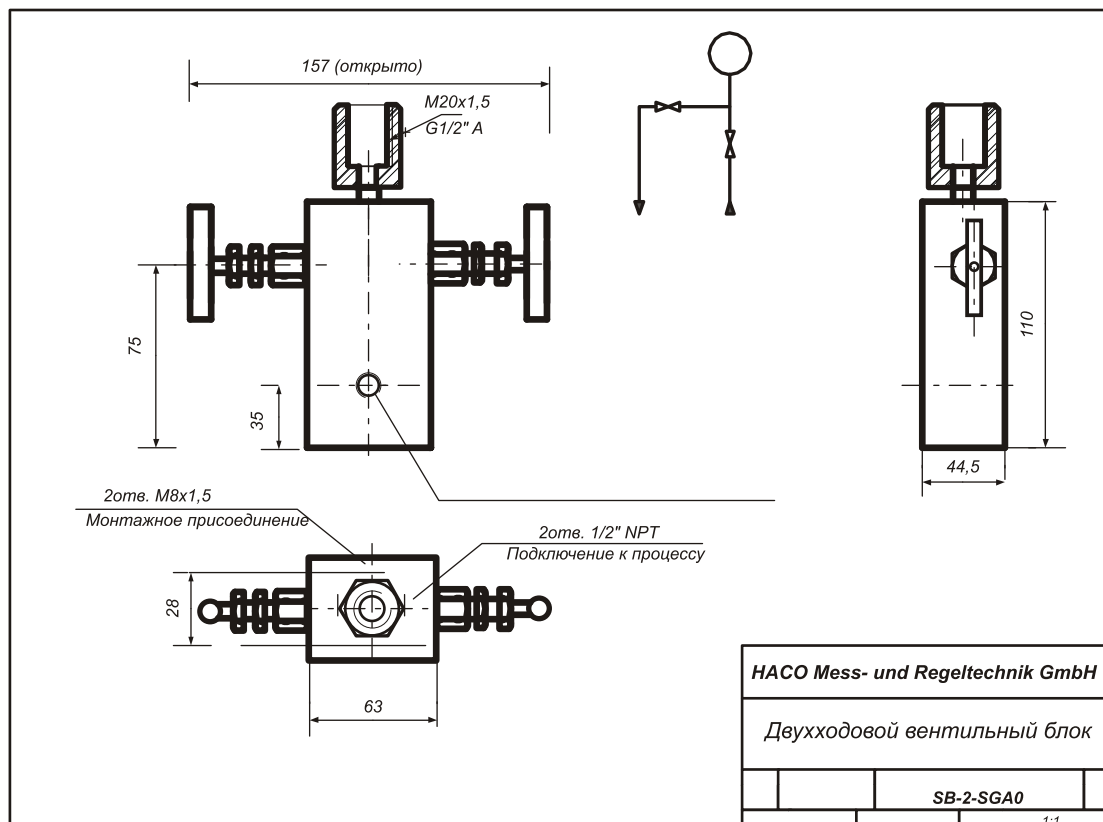 157 (открыто)
M20x1,5
G1/2" A
75
35
110
44,5
2отв. M8x1,5
Монтажное присоединение
2отв. 1/2" NPT
Подключение к процессу
28
63
HACO Mess- und Regeltechnik GmbH
Двухходовой вентильный блок
SB-2-SGA0
1:1